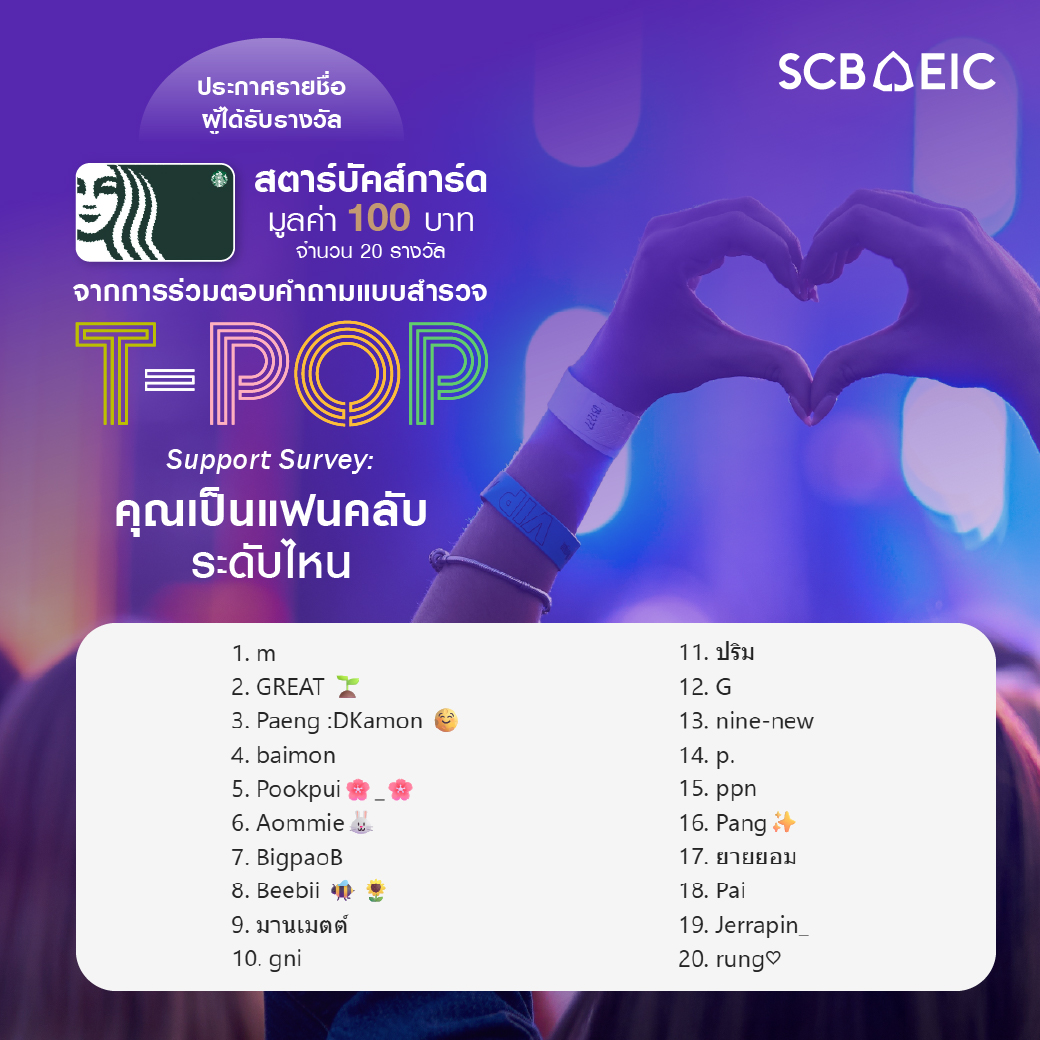 ประกาศรายชื่อ
ผู้ได้รับรางวัล
SCB EIC
สตาร์บัคส์การ์ด
มูลค่า 100 บาท
จำนวน 20 รางวัล
จากการร่วมตอบคำถามแบบสำรวจ
T-POP
Support Survey:
คุณเป็นแฟนคลับ
ระดับไหน
VIP
1. m
2. GREAT 🌱
3. Paeng :DKamon 😊
4. baimon
5. Pookpui🌸_🌸
6. Aommie🐰
7. BigpaoB
8. Beebii 🐝 🌻
9. มานเมตต์
10. gni
11. ปริม
12. G
13. nine-new
14. p.
15. ppn
16. Pang✨
17. ยายยอม
18. Pai
19. Jerrapin_
20. rung♡